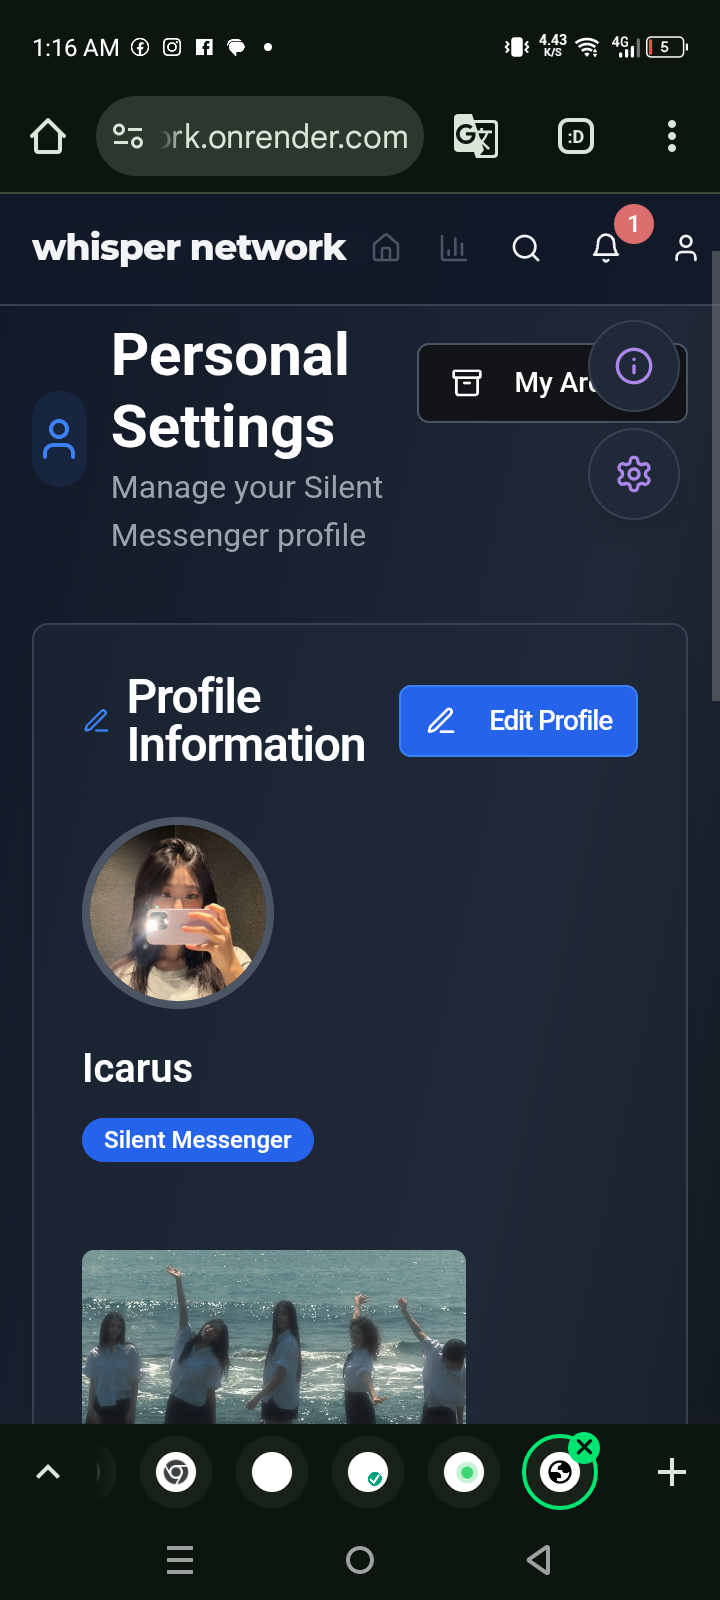 1:16 AM
4.43
K/S
4G
5
rk.onrender.com
:D
whisper network
1
Personal
Settings
My Ar
Manage your Silent
Messenger profile
Profile
Information
Edit Profile
Icarus
Silent Messenger